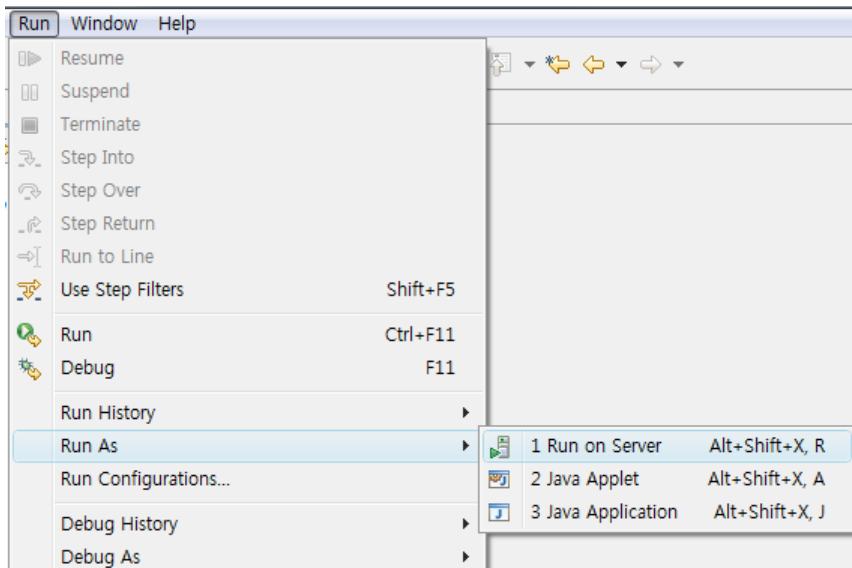 Run Window Help
Resume
Suspend
Terminate
Step Into
Step Over
Step Return
Run to Line
Use Step Filters Shift+F5
Run Ctrl+F11
Debug F11
Run History
Run As
1 Run on Server Alt+Shift+X, R
Run Configurations...
2 Java Applet Alt+Shift+X, A
3 Java Application Alt+Shift+X, J
Debug History
Debug As